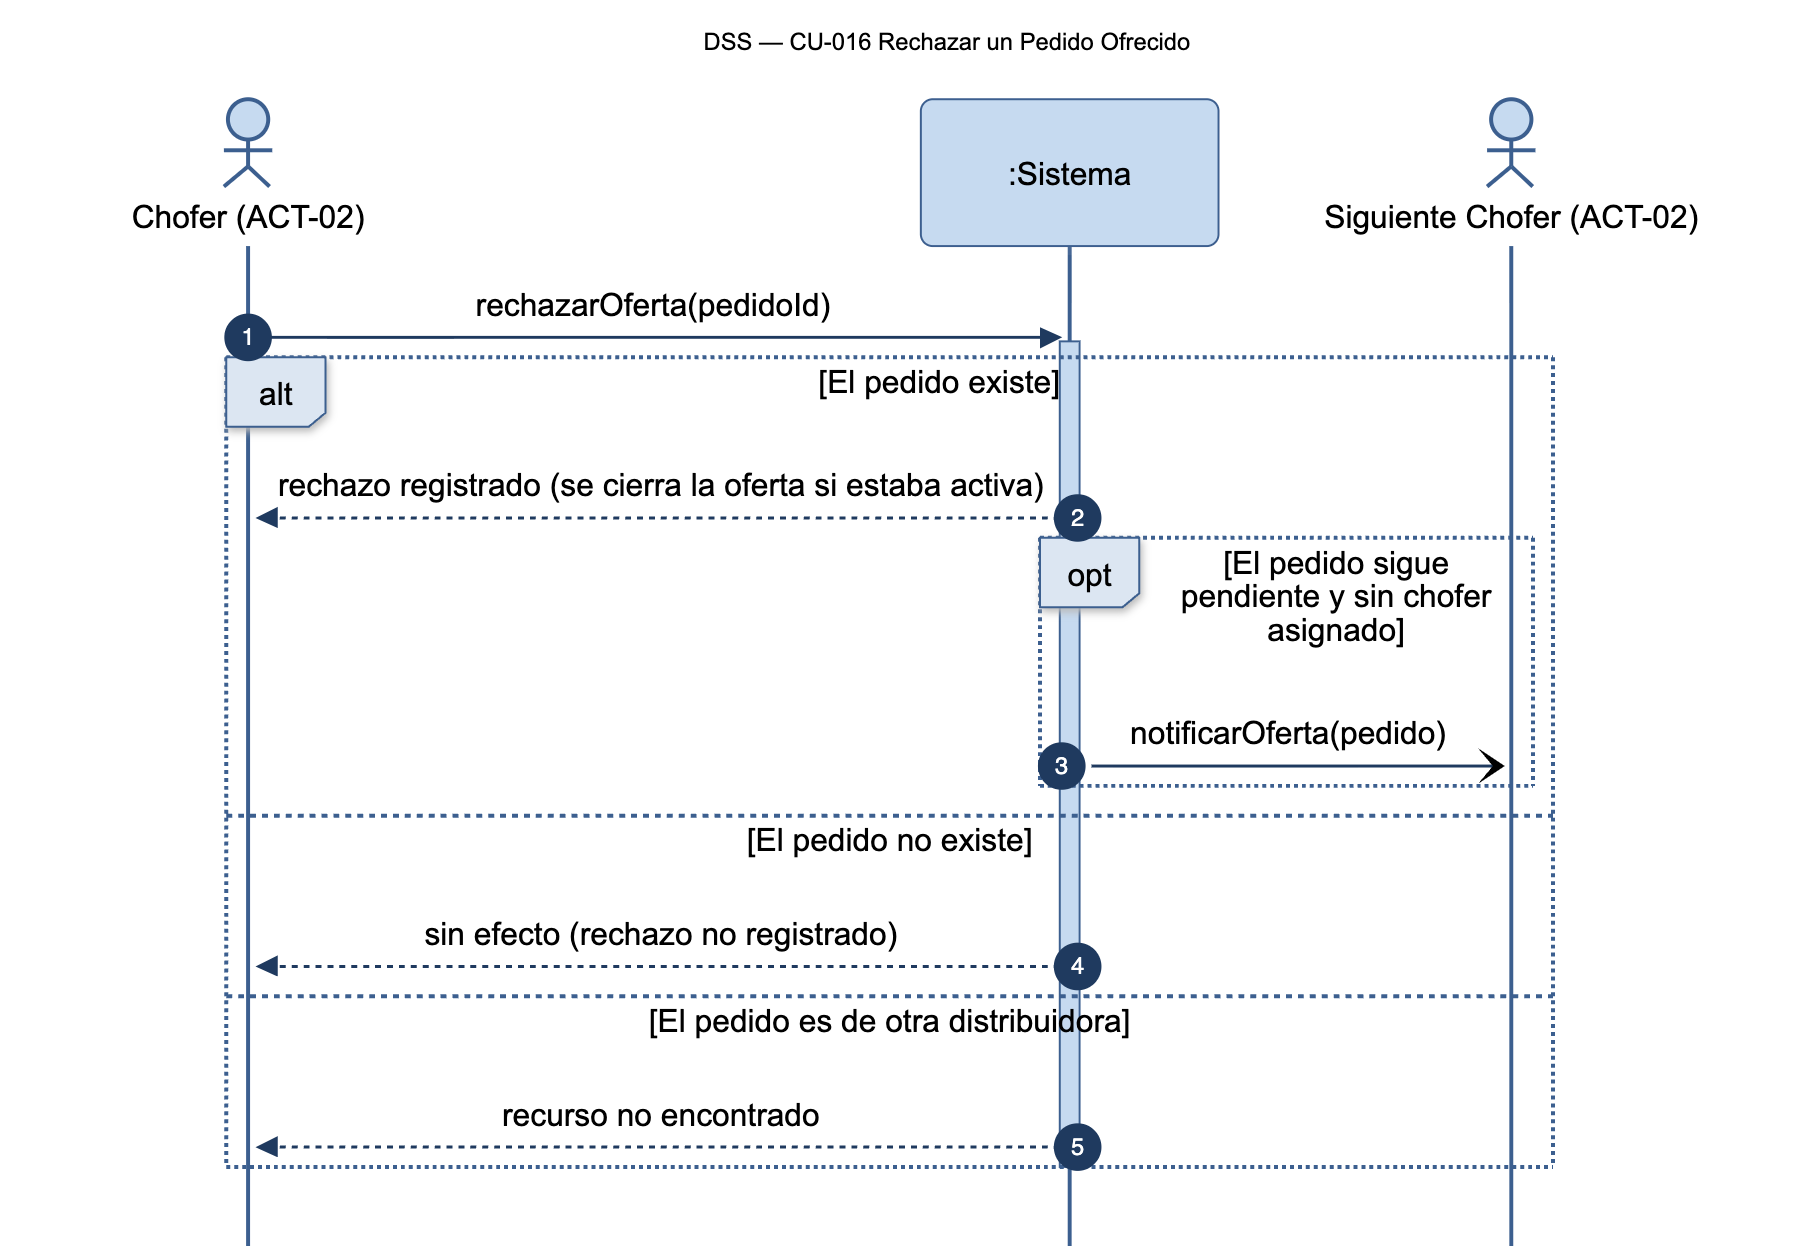 DSS — CU-016 Rechazar un Pedido Ofrecido
Chofer (ACT-02)
:Sistema
Siguiente Chofer (ACT-02)
rechazarOferta(pedidoId)
1
alt
[El pedido existe]
rechazo registrado (se cierra la oferta si estaba activa)
2
opt
[El pedido sigue
pendiente y sin chofer
asignado]
notificarOferta(pedido)
3
[El pedido no existe]
sin efecto (rechazo no registrado)
4
[El pedido es de otra distribuidora]
recurso no encontrado
5